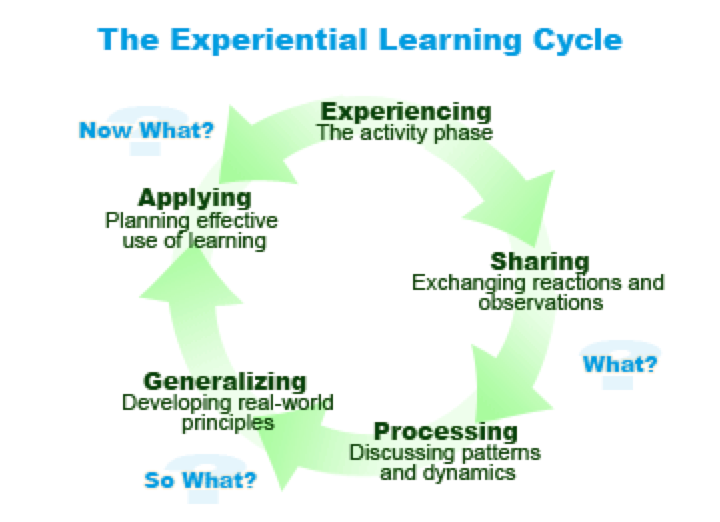 The Experiential Learning Cycle
Experiencing
The activity phase
Now What?
Applying
Planning effective
use of learning
Sharing
Exchanging reactions and
observations
What?
Generalizing
Developing real-world
principles
Processing
Discussing patterns
and dynamics
So What?